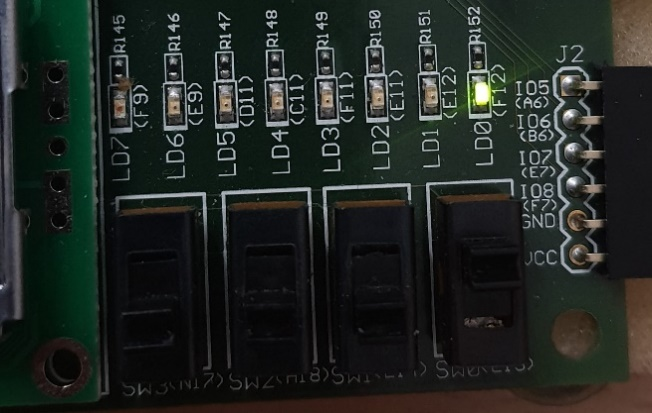 R145
R146
R147
R148
R149
R150
R151
R152
LD7 (F9)
LD6 (E9)
LD5 (D11)
LD4 (C11)
LD3 (F11)
LD2 (E11)
LD1 (E12)
LD0 (F12)
J2
IO5
(A6)
IO6
(B6)
IO7
(E7)
IO8
(F7)
GND
VCC
SW3(N17)
SW2(H18)
SW1
SW0